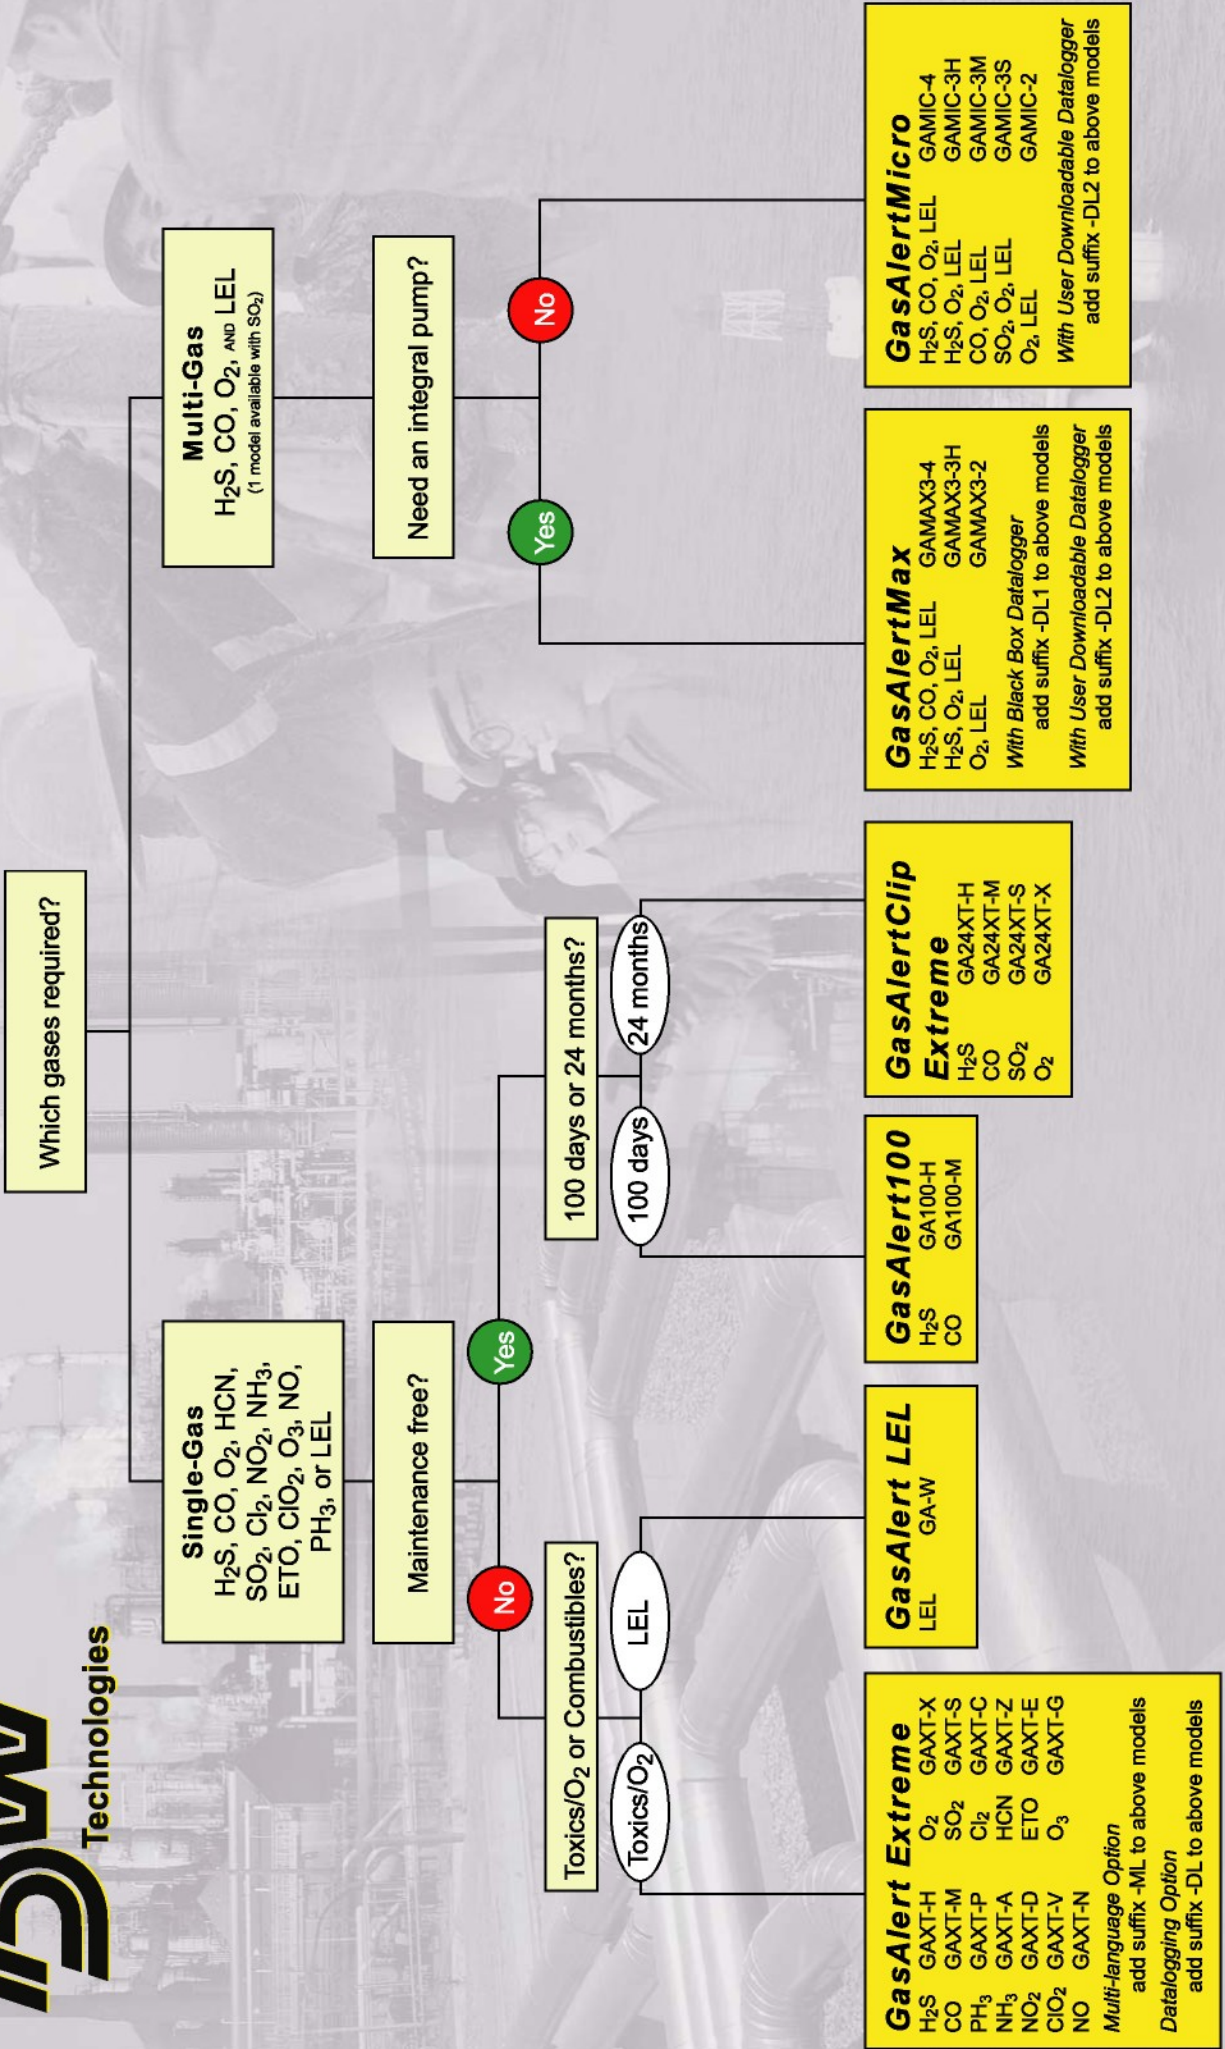 BW
Technologies
Which gases required?
Single-Gas
H₂S, CO, O₂, HCN,
SO₂, Cl₂, NO₂, NH₃,
ETO, ClO₂, O₃, NO,
PH₃, or LEL
Multi-Gas
H₂S, CO, O₂, AND LEL
(1 model available with SO₂)
Maintenance free?
Need an integral pump?
No
Yes
Yes
No
Toxics/O₂ or Combustibles?
100 days or 24 months?
Toxics/O₂
LEL
100 days
24 months
GasAlert Extreme
H₂S GAXT-H O₂ GAXT-X
CO GAXT-M SO₂ GAXT-S
PH₃ GAXT-P Cl₂ GAXT-C
NH₃ GAXT-A HCN GAXT-Z
NO₂ GAXT-D ETO GAXT-E
ClO₂ GAXT-V O₃ GAXT-G
NO GAXT-N
Multi-language Option
add suffix -ML to above models
Datalogging Option
add suffix -DL to above models
GasAlert LEL
LEL GA-W
GasAlert100
H₂S GA100-H
CO GA100-M
GasAlertClip
Extreme
H₂S GA24XT-H
CO GA24XT-M
SO₂ GA24XT-S
O₂ GA24XT-X
GasAlertMax
H₂S, CO, O₂, LEL GAMAX3-4
H₂S, O₂, LEL GAMAX3-3H
O₂, LEL GAMAX3-2
With Black Box Datalogger
add suffix -DL1 to above models
With User Downloadable Datalogger
add suffix -DL2 to above models
GasAlertMicro
H₂S, CO, O₂, LEL GAMIC-4
H₂S, O₂, LEL GAMIC-3H
CO, O₂, LEL GAMIC-3M
SO₂, O₂, LEL GAMIC-3S
O₂, LEL GAMIC-2
With User Downloadable Datalogger
add suffix -DL2 to above models